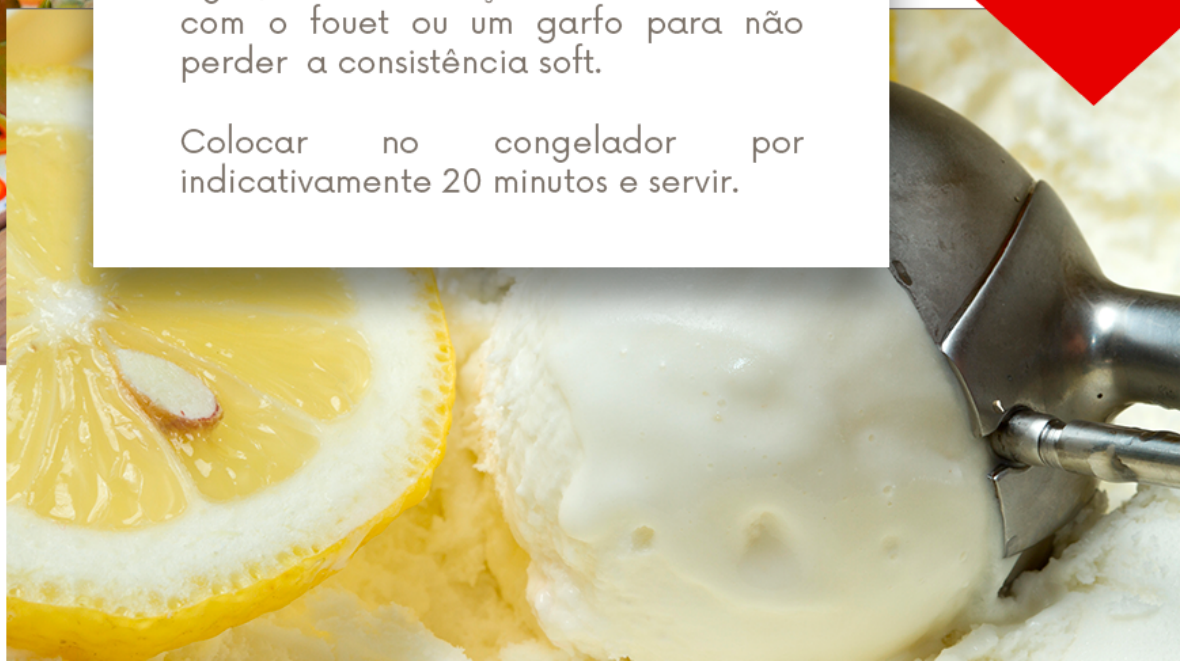 com o fouet ou um garfo para não
perder a consistência soft.
Colocar no congelador por
indicativamente 20 minutos e servir.